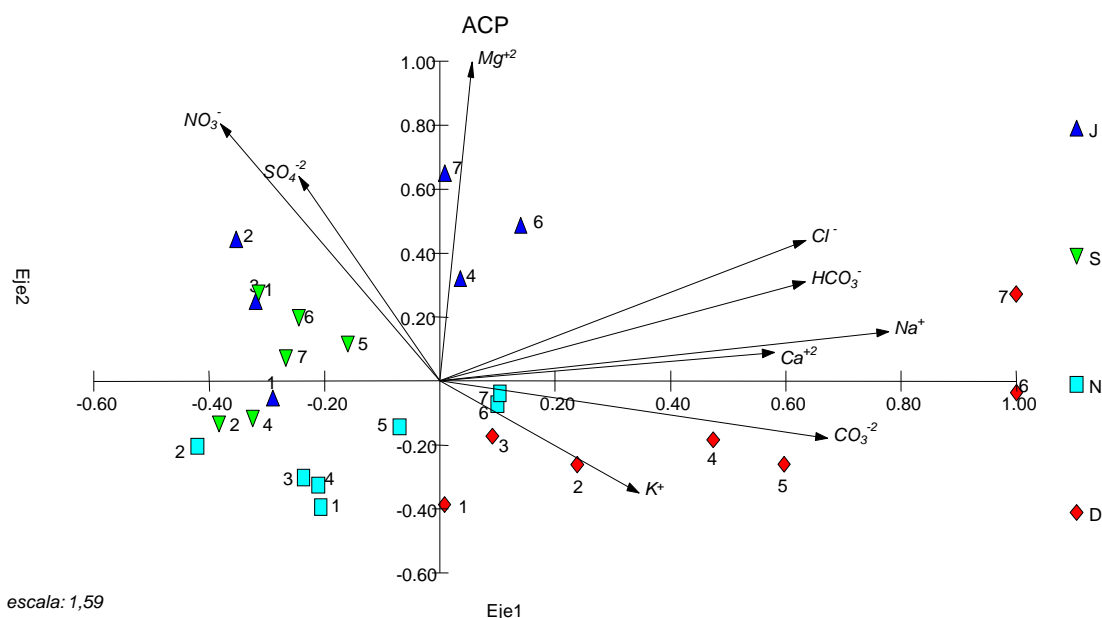 ACP
Mg+2
1.00
NO3-
0.80
J
SO4-2
7
0.60
2
6
Cl -
0.40
4
HCO3-
S
3 1
7
6
0.20
Na+
5
7
Ca+2
Eje2
1
6
-0.60 -0.40 -0.20 0.20 0.40 0.60 0.80 1.00
7
N
2 4 5 6
CO3-2
2
-0.20
3
4
3 4
2
5
K+
1
-0.40
1
D
-0.60
escala: 1,59
Eje1